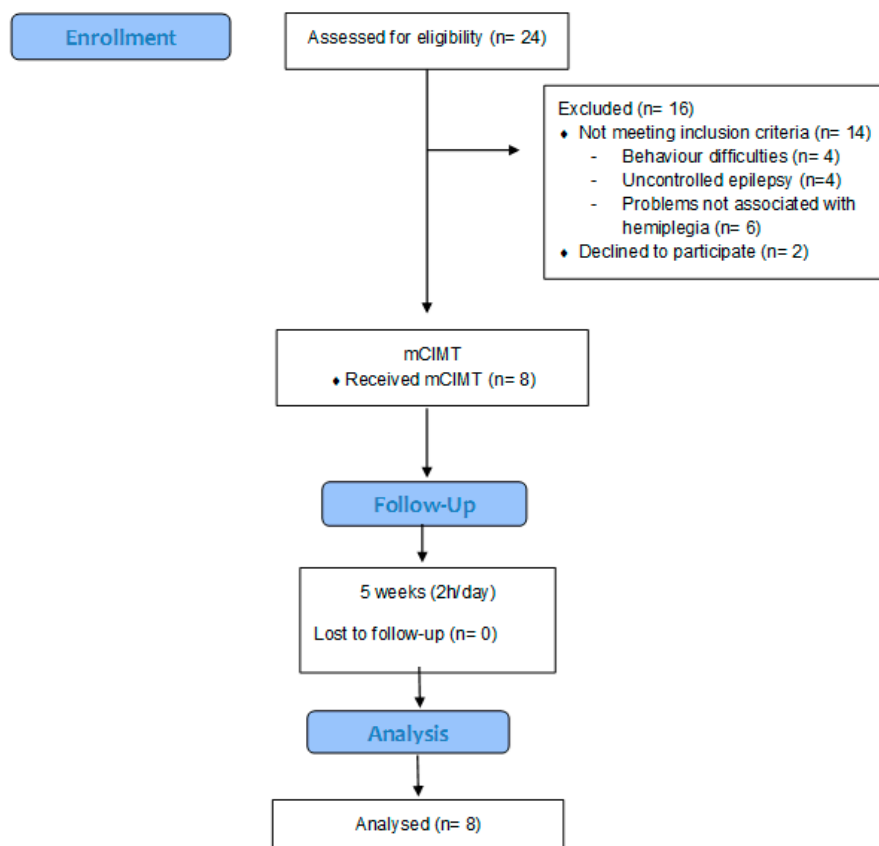 Enrollment
Assessed for eligibility (n= 24)
Excluded (n= 16)
♦ Not meeting inclusion criteria (n= 14)
- Behaviour difficulties (n= 4)
- Uncontrolled epilepsy (n=4)
- Problems not associated with
hemiplegia (n= 6)
♦ Declined to participate (n= 2)
mCIMT
♦ Received mCIMT (n= 8)
Follow-Up
5 weeks (2h/day)
Lost to follow-up (n= 0)
Analysis
Analysed (n= 8)